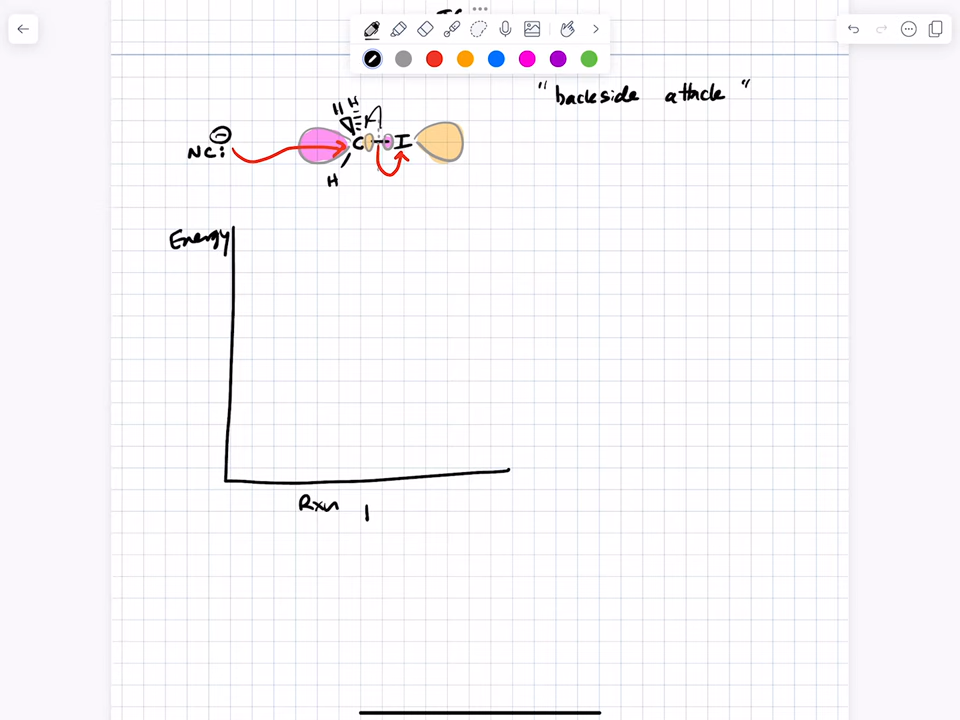 "backside attack"
H H
NC: ⊖ C I
H
Energy
Rxn